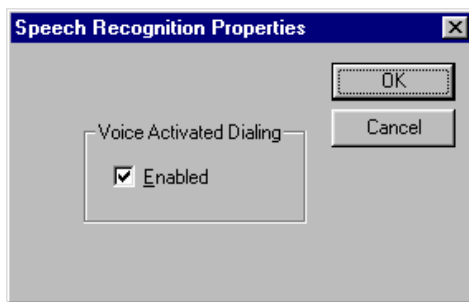 Speech Recognition Properties
OK
Voice Activated Dialing
Cancel
Enabled